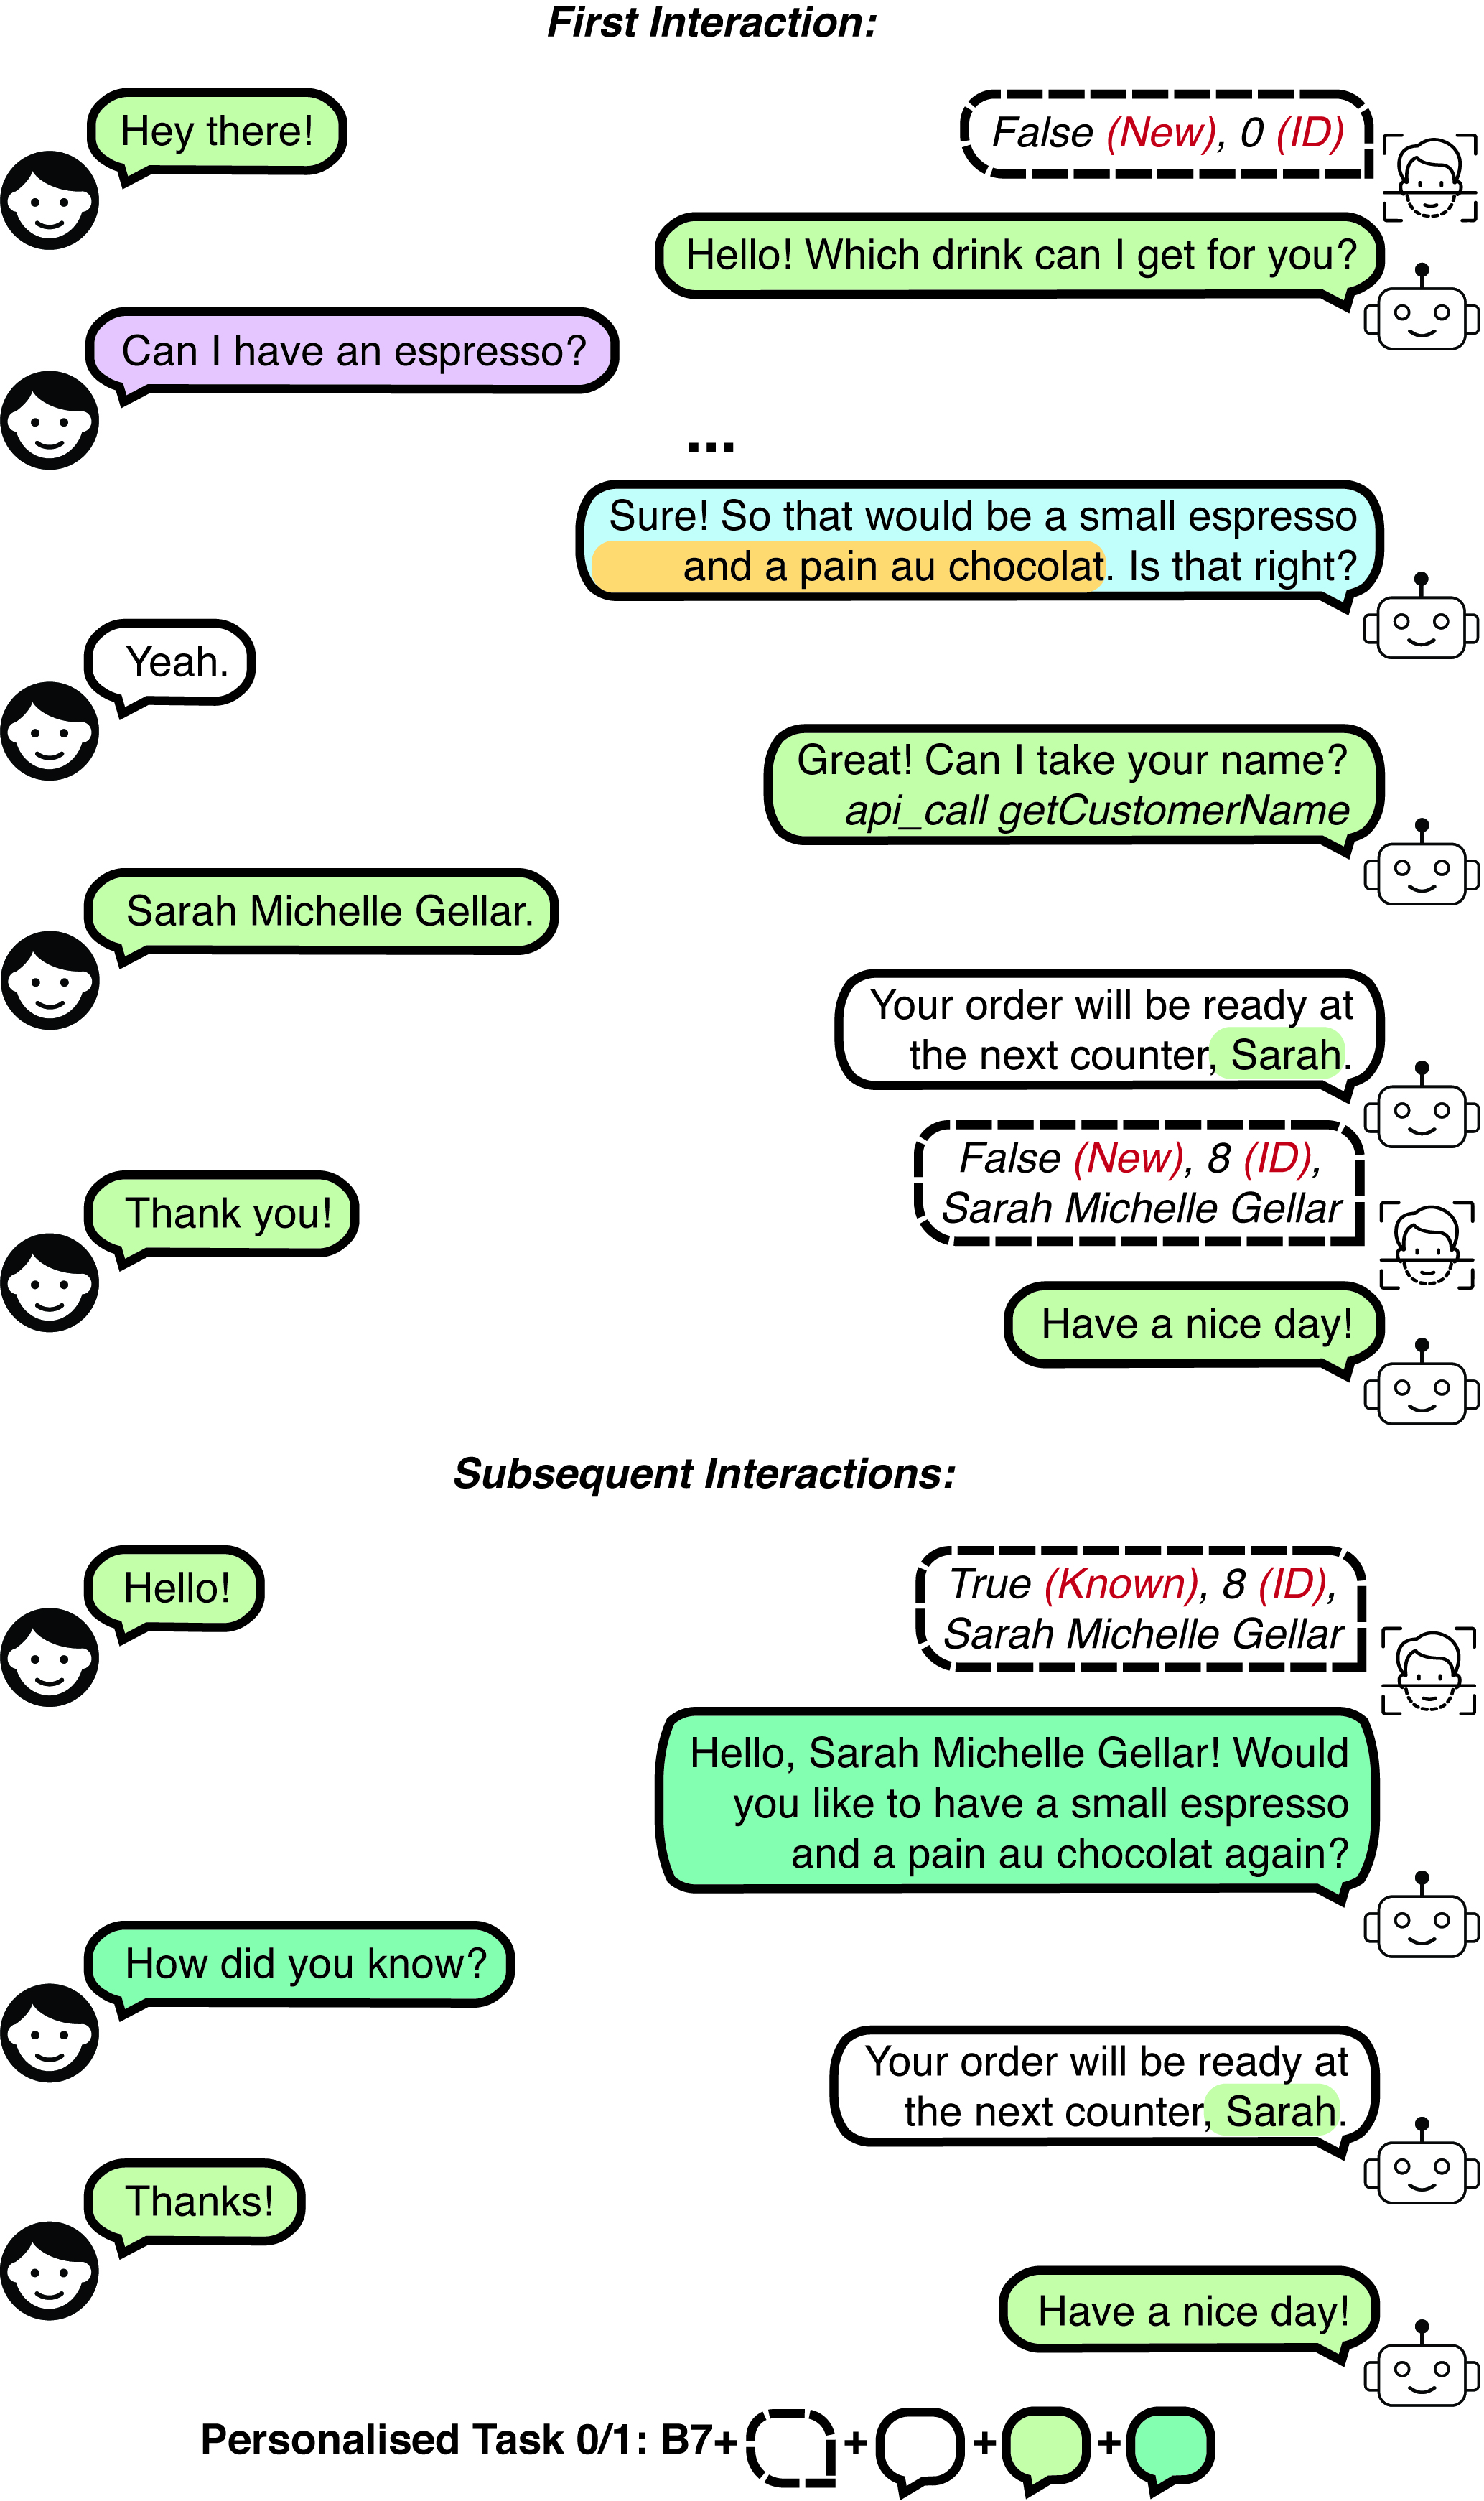 First Interaction:
Hey there!
False (New), 0 (ID)
Hello! Which drink can I get for you?
Can I have an espresso?
...
Sure! So that would be a small espresso
and a pain au chocolat. Is that right?
Yeah.
Great! Can I take your name?
api_call getCustomerName
Sarah Michelle Gellar.
Your order will be ready at
the next counter, Sarah.
False (New), 8 (ID),
Sarah Michelle Gellar
Thank you!
Have a nice day!
Subsequent Interactions:
Hello!
True (Known), 8 (ID),
Sarah Michelle Gellar
Hello, Sarah Michelle Gellar! Would
you like to have a small espresso
and a pain au chocolat again?
How did you know?
Your order will be ready at
the next counter, Sarah.
Thanks!
Have a nice day!
Personalised Task 0/1: B7+ + + +